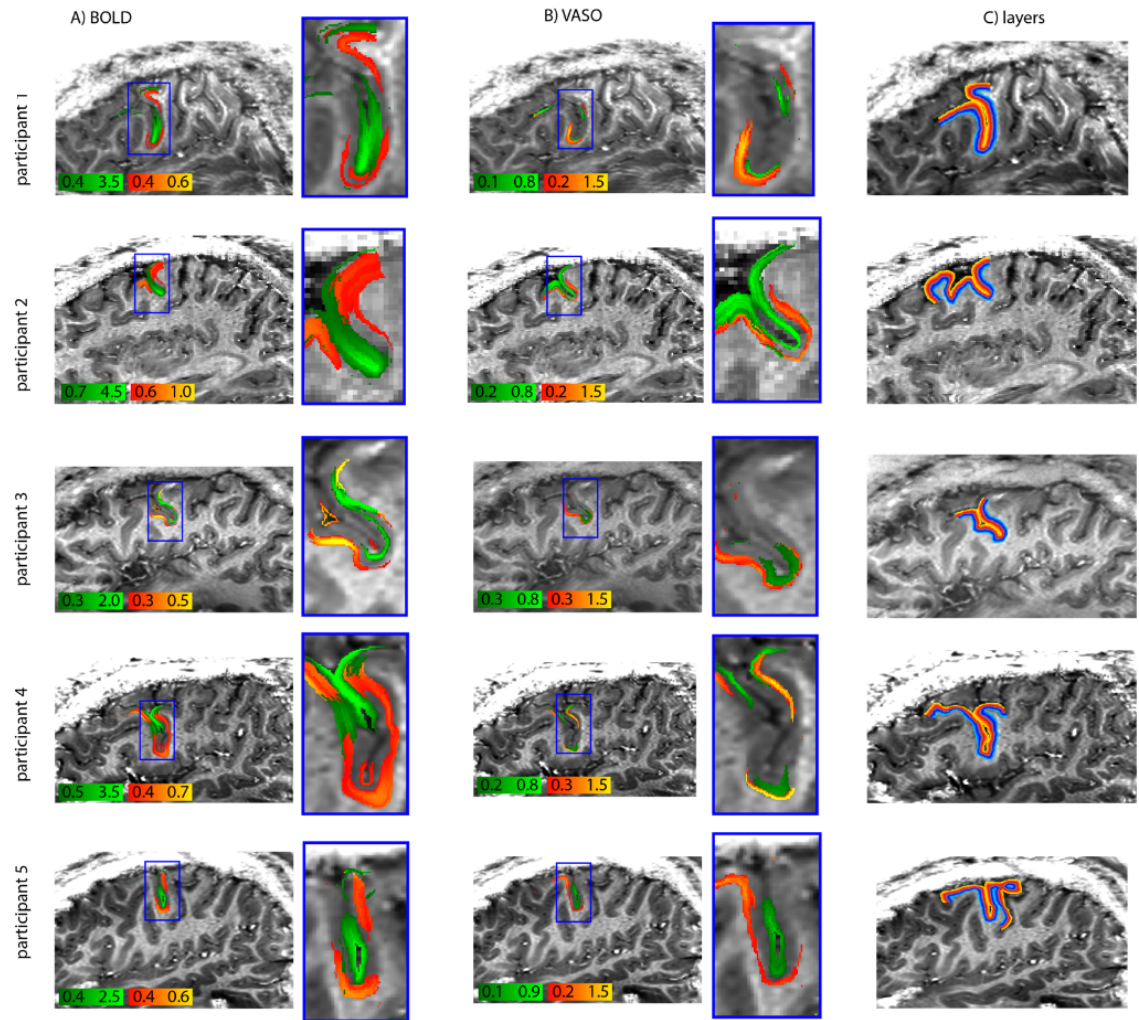 A) BOLD B) VASO C) layers
participant 1
0.4 3.5 0.4 0.6 0.1 0.8 0.2 1.5
participant 2
0.7 4.5 0.6 1.0 0.2 0.8 0.2 1.5
participant 3
0.3 2.0 0.3 0.5 0.3 0.8 0.3 1.5
participant 4
0.5 3.5 0.4 0.7 0.2 0.8 0.3 1.5
participant 5
0.4 2.5 0.4 0.6 0.1 0.9 0.2 1.5